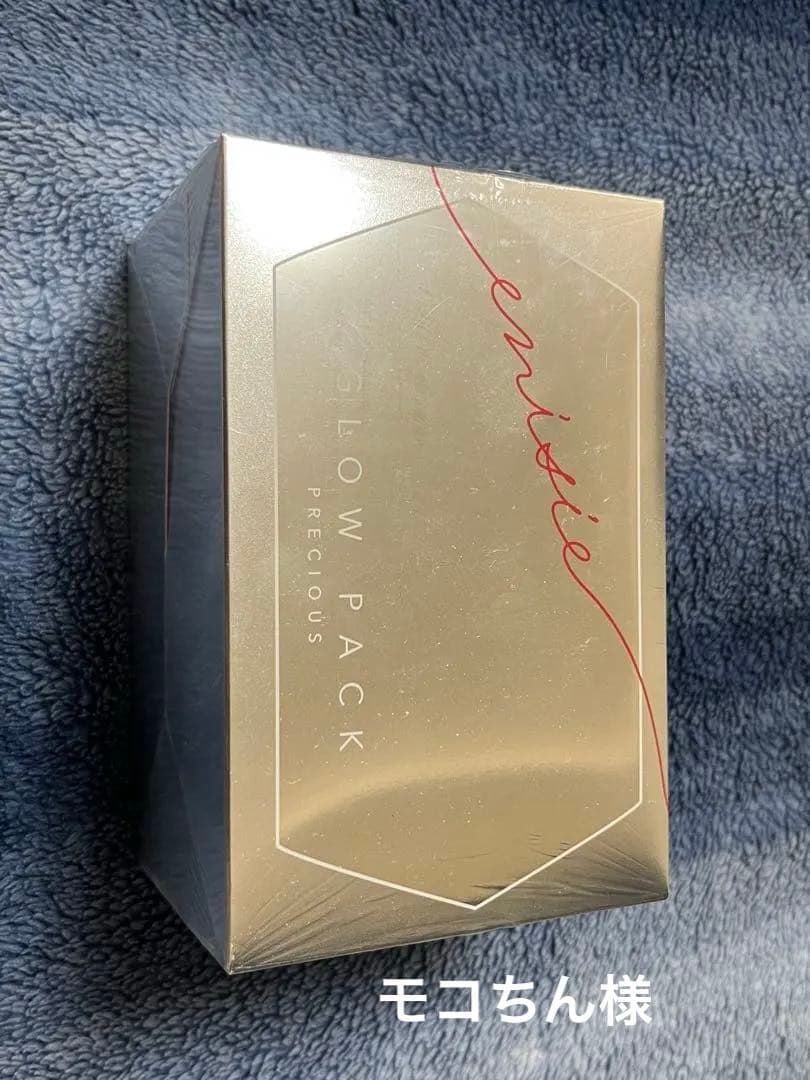 enisie
GLOW PACK
PRECIOUS
モコちん様